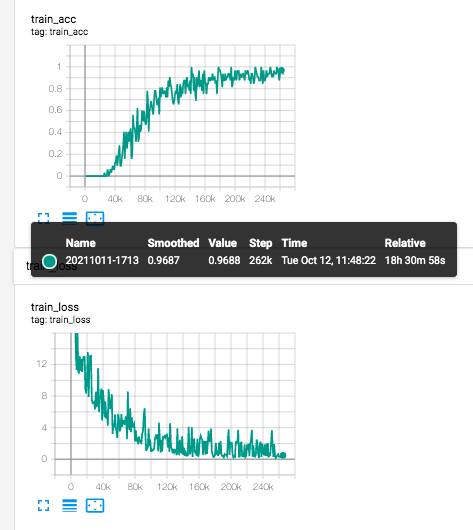 train_acc
tag: train_acc
1
0.8
0.6
0.4
0.2
0
0 40k 80k 120k 160k 200k 240k
Name Smoothed Value Step Time Relative
20211011-1713 0.9687 0.9688 262k Tue Oct 12, 11:48:22 18h 30m 58s
train_loss
train_loss
tag: train_loss
12
8
4
0
0 40k 80k 120k 160k 200k 240k